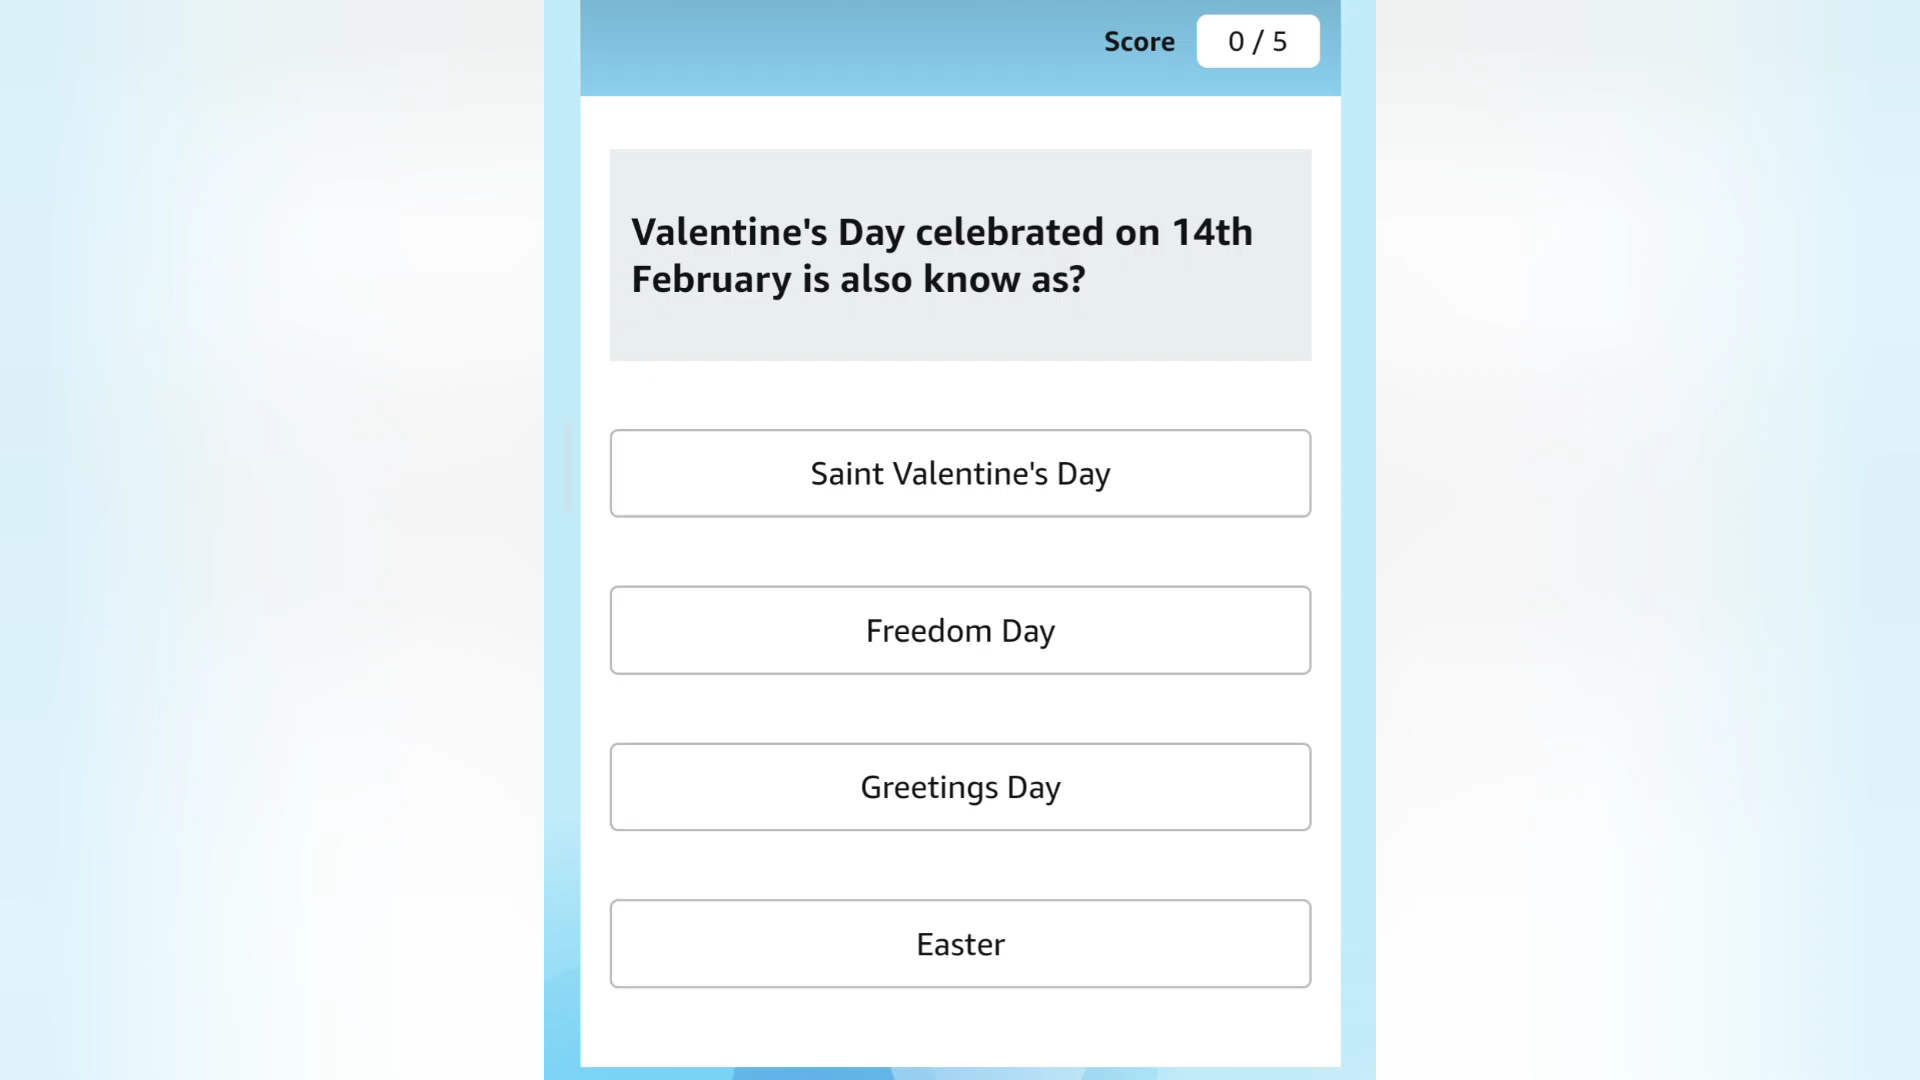 Score 0 / 5
Valentine's Day celebrated on 14th
February is also know as?
Saint Valentine's Day
Freedom Day
Greetings Day
Easter